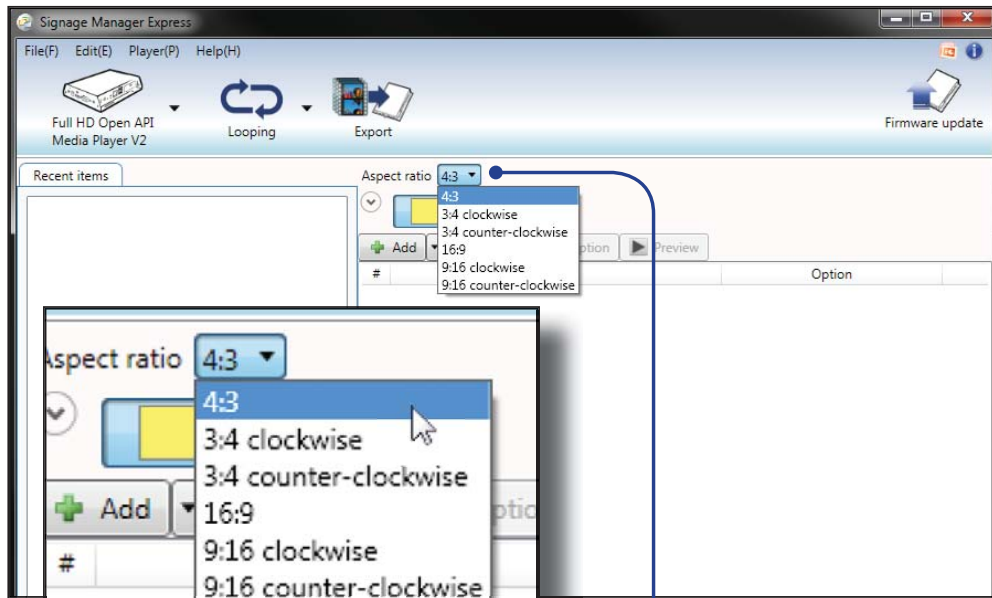 Signage Manager Express
File(F) Edit(E) Player(P) Help(H)
Full HD Open API
Media Player V2
Looping
Export
Firmware update
Recent items
Aspect ratio 4:3
4:3
3:4 clockwise
3:4 counter-clockwise
16:9
9:16 clockwise
9:16 counter-clockwise
Add
Preview
#
Option
Aspect ratio 4:3
4:3
3:4 clockwise
3:4 counter-clockwise
16:9
9:16 clockwise
9:16 counter-clockwise
Add
#